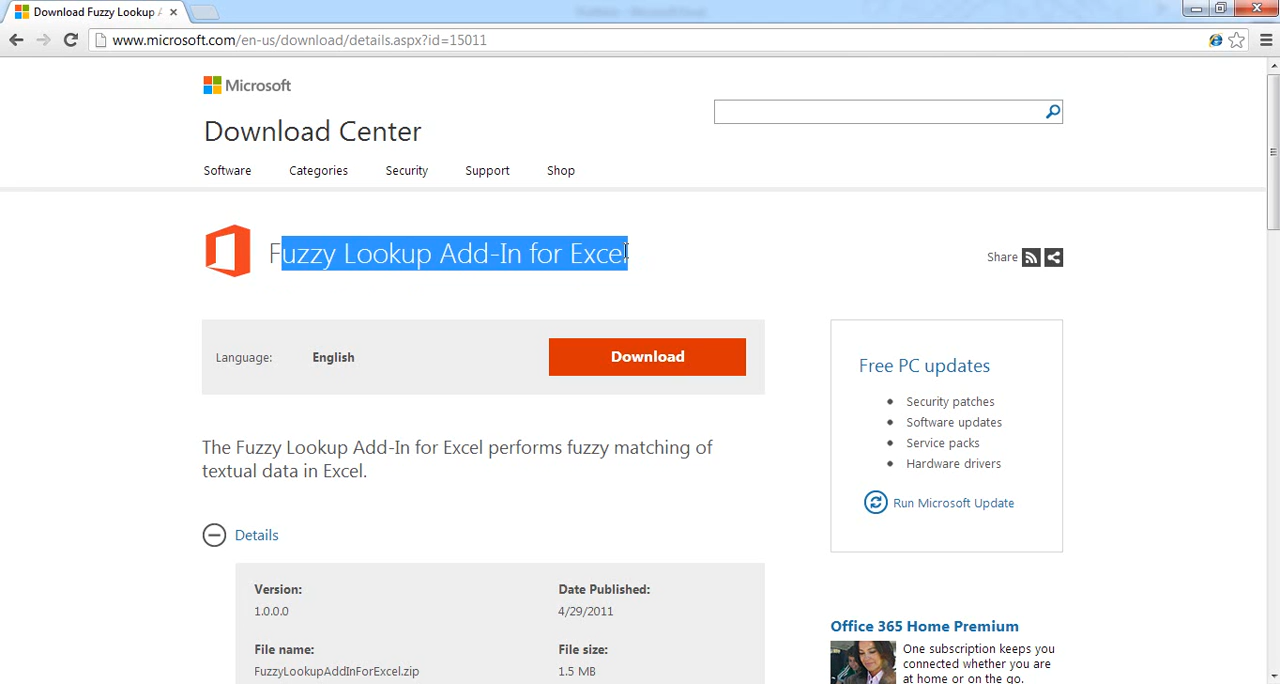 Download Fuzzy Lookup
www.microsoft.com/en-us/download/details.aspx?id=15011
Microsoft
Download Center
Software Categories Security Support Shop
Fuzzy Lookup Add-In for Excel
Share
Language: English Download
The Fuzzy Lookup Add-In for Excel performs fuzzy matching of
textual data in Excel.
Details
Version: Date Published:
1.0.0.0 4/29/2011
File name: File size:
FuzzyLookupAddInForExcel.zip 1.5 MB
Free PC updates
Security patches
Software updates
Service packs
Hardware drivers
Run Microsoft Update
Office 365 Home Premium
One subscription keeps you
connected whether you are
at home or on the go.